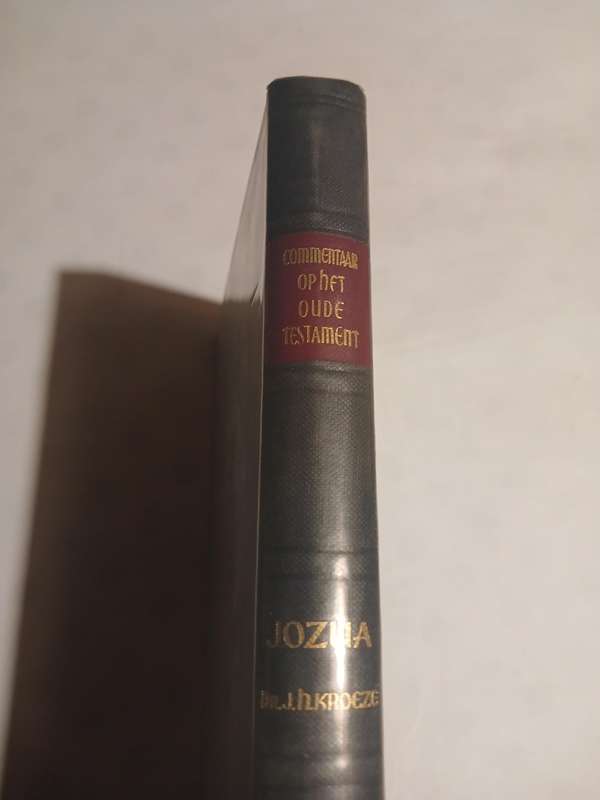 COMMENTAAR
OP hET
OUDE
TESTAMENT
JOZUA
DR. J. h. KROEZE